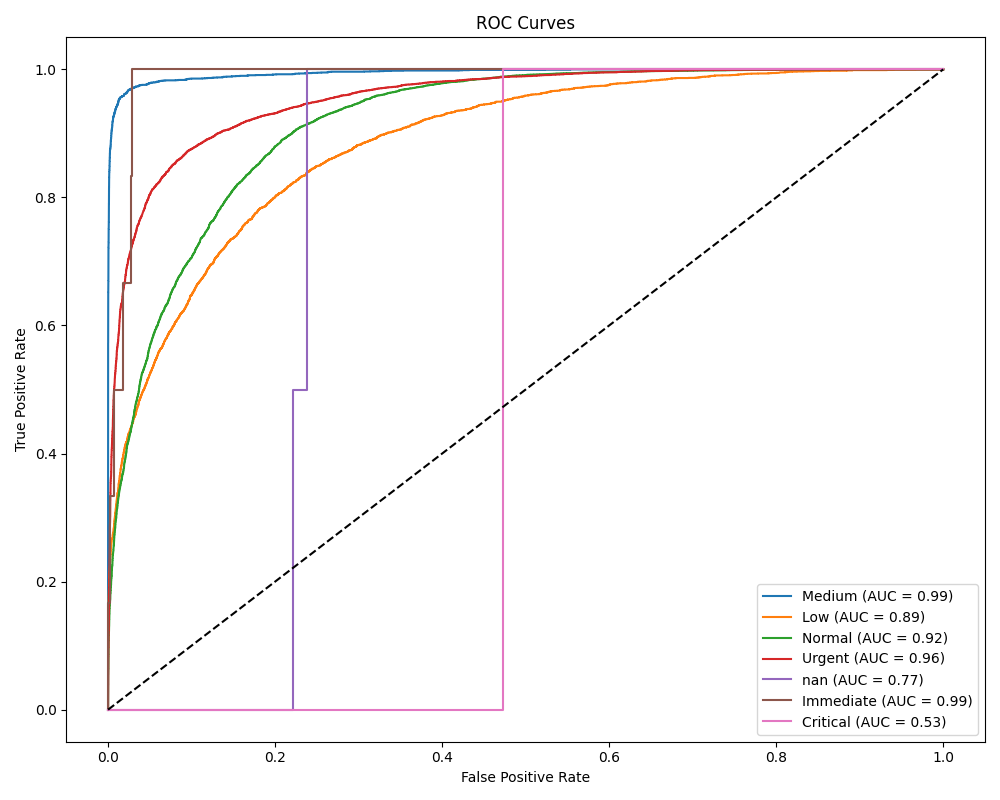 ROC Curves
True Positive Rate
1.0
0.8
0.6
0.4
0.2
0.0
0.0 0.2 0.4 0.6 0.8 1.0
False Positive Rate
Medium (AUC = 0.99)
Low (AUC = 0.89)
Normal (AUC = 0.92)
Urgent (AUC = 0.96)
nan (AUC = 0.77)
Immediate (AUC = 0.99)
Critical (AUC = 0.53)